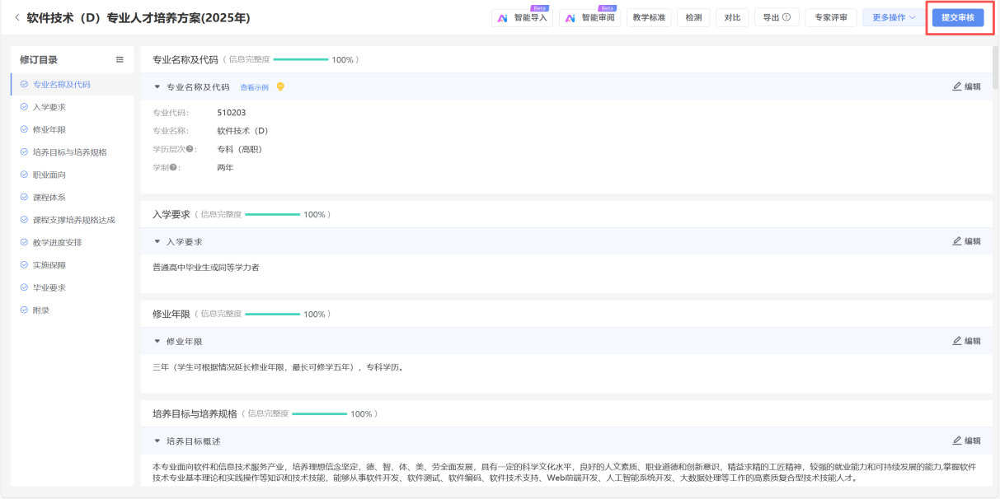 软件技术（D）专业人才培养方案(2025年)
智能导入 Beta
智能审阅 Beta
教学标准
检测
对比
导出
专家评审
更多操作
提交审核
修订目录
专业名称及代码
入学要求
修业年限
培养目标与培养规格
职业面向
课程体系
课程支撑培养规格达成
教学进度安排
实施保障
毕业要求
附录
专业名称及代码（信息完整度 100%）
专业名称及代码 查看示例 编辑
专业代码： 510203
专业名称： 软件技术（D）
学历层次?： 专科（高职）
学制?： 两年
入学要求（信息完整度 100%）
入学要求 编辑
普通高中毕业生或同等学力者
修业年限（信息完整度 100%）
修业年限 编辑
三年（学生可根据情况延长修业年限，最长可修学五年），专科学历。
培养目标与培养规格（信息完整度 100%）
培养目标概述 编辑
本专业面向软件和信息技术服务产业，培养理想信念坚定，德、智、体、美、劳全面发展，具有一定的科学文化水平，良好的人文素质、职业道德和创新意识，精益求精的工匠精神，较强的就业能力和可持续发展的能力,掌握软件
技术专业基本理论和实践操作等知识和技术技能，能够从事软件开发、软件测试、软件编码、软件技术支持、Web前端开发、人工智能系统开发、大数据处理等工作的高素质复合型技术技能人才。